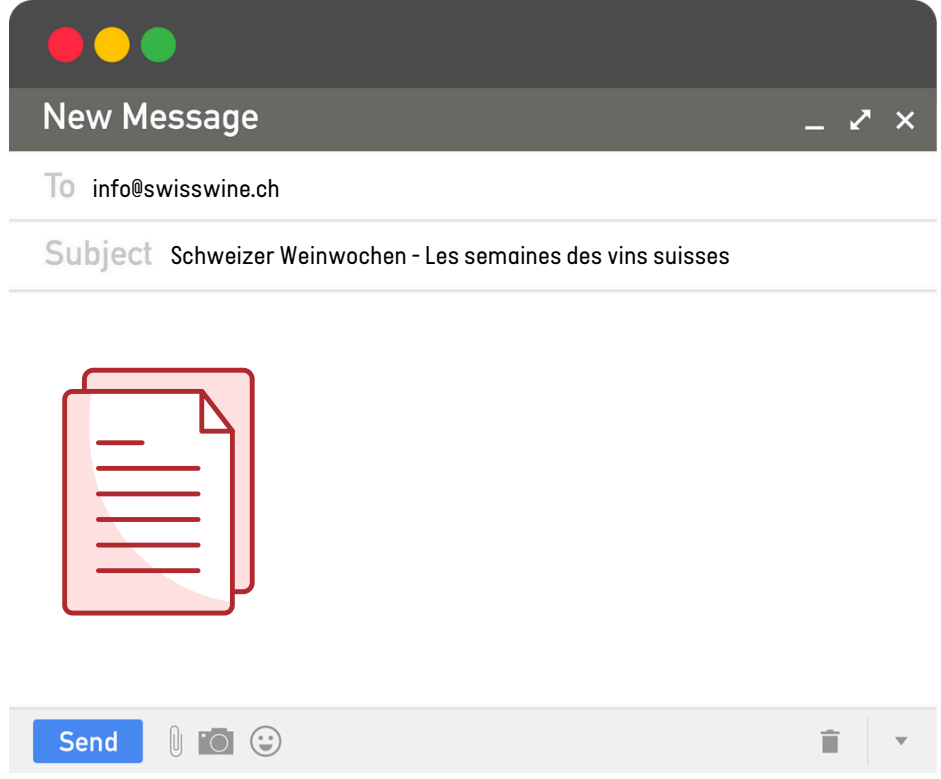 New Message
To info@swisswine.ch
Subject Schweizer Weinwochen - Les semaines des vins suisses
Send